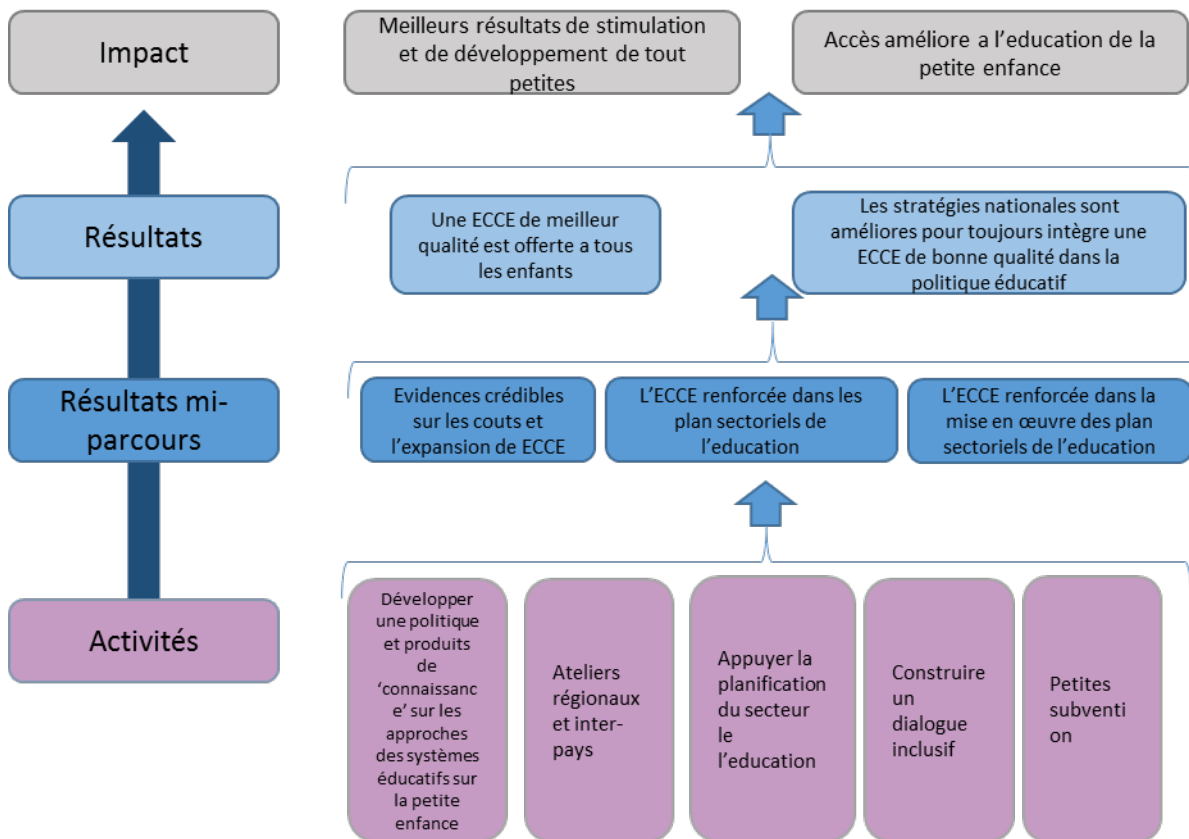 Impact
Meilleurs résultats de stimulation
et de développement de tout
petites
Accès améliore a l'education de la
petite enfance
Résultats
Une ECCE de meilleur
qualité est offerte a tous
les enfants
Les stratégies nationales sont
améliores pour toujours intègre une
ECCE de bonne qualité dans la
politique éducatif
Résultats mi-
parcours
Evidences crédibles
sur les couts et
l'expansion de ECCE
L'ECCE renforcée dans les
plan sectoriels de
l'education
L'ECCE renforcée dans la
mise en œuvre des plan
sectoriels de l'education
Activités
Développer
une politique
et produits
de
'connaissanc
e' sur les
approches
des systèmes
éducatifs sur
la petite
enfance
Ateliers
régionaux
et inter-
pays
Appuyer la
planification
du secteur
le
l'education
Construire
un
dialogue
inclusif
Petites
subventi
on